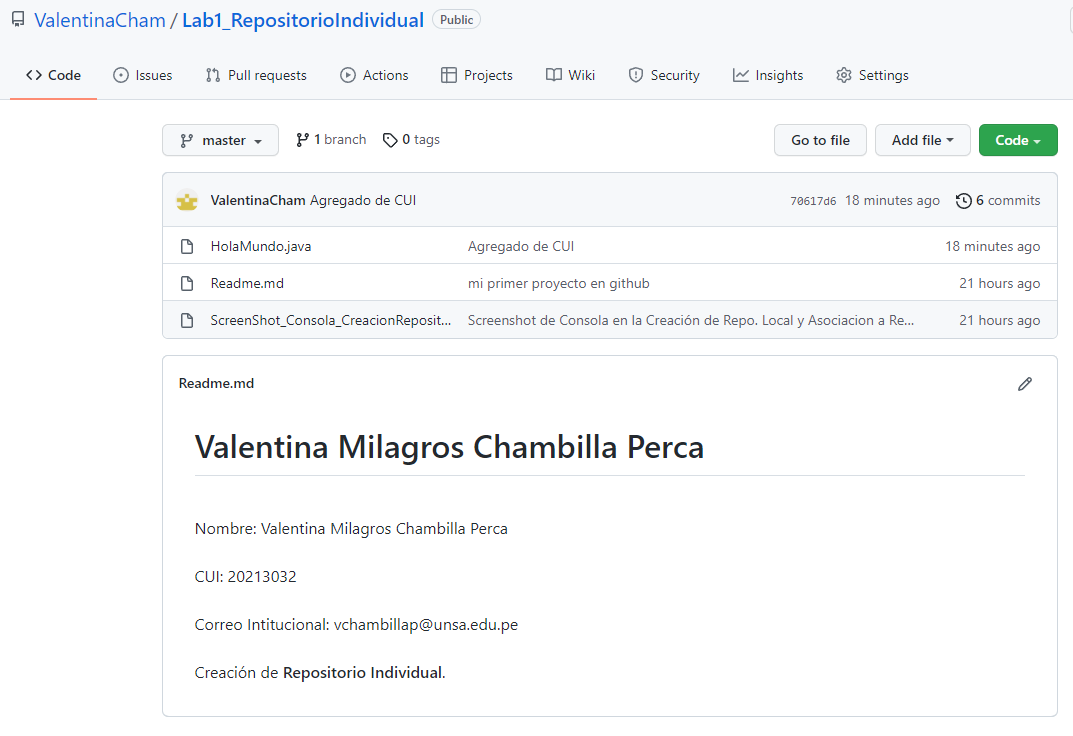 ValentinaCham / Lab1_RepositorioIndividual Public
Code Issues Pull requests Actions Projects Wiki Security Insights Settings
master 1 branch 0 tags Go to file Add file Code
ValentinaCham Agregado de CUI 70617d6 18 minutes ago 6 commits
HolaMundo.java Agregado de CUI 18 minutes ago
Readme.md mi primer proyecto en github 21 hours ago
ScreenShot_Consola_CreacionReposit... Screenshot de Consola en la Creación de Repo. Local y Asociacion a Re... 21 hours ago
Readme.md
Valentina Milagros Chambilla Perca
Nombre: Valentina Milagros Chambilla Perca
CUI: 20213032
Correo Intitucional: vchambillap@unsa.edu.pe
Creación de Repositorio Individual.